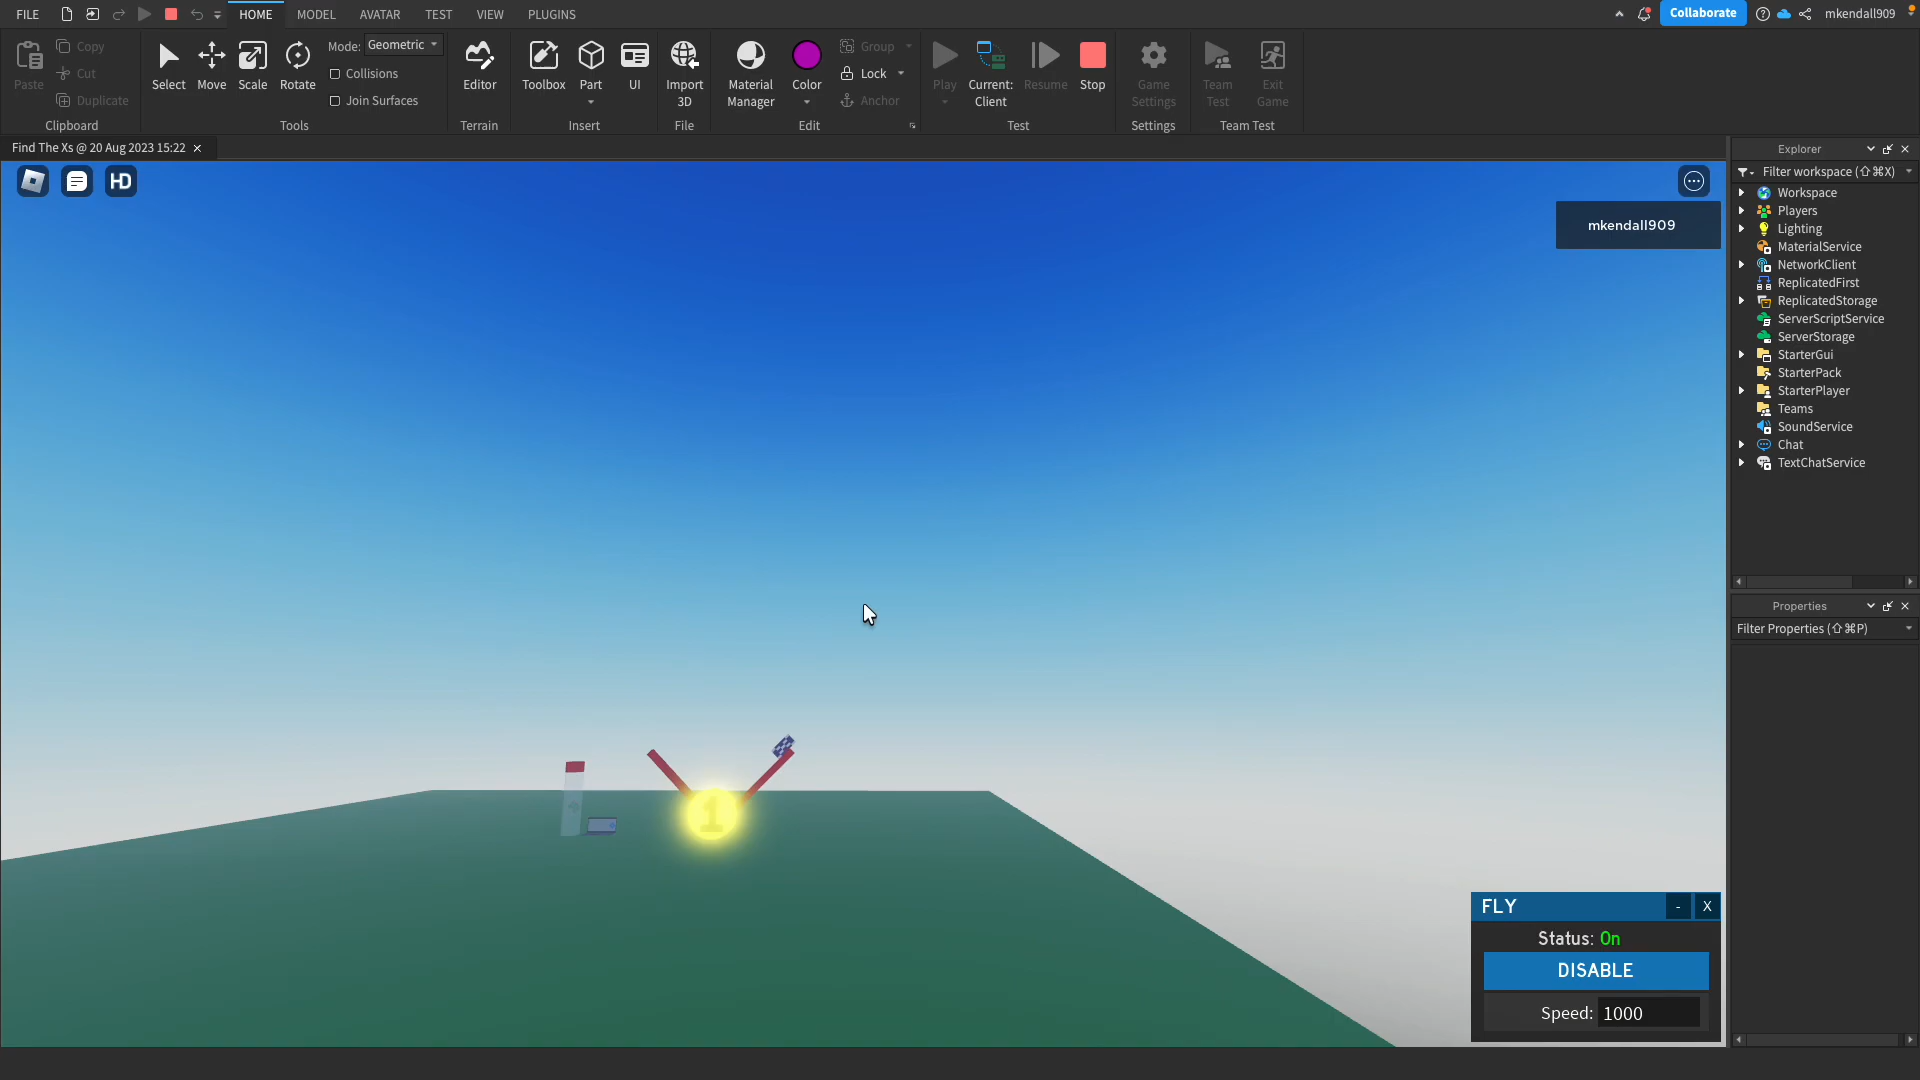 FILE
HOME
MODEL
AVATAR
TEST
VIEW
PLUGINS
Collaborate
mkendall909
Paste
Copy
Cut
Duplicate
Clipboard
Select
Move
Scale
Rotate
Mode: Geometric
Collisions
Join Surfaces
Tools
Editor
Terrain
Toolbox
Part
UI
Insert
Import 3D
File
Material Manager
Color
Group
Lock
Anchor
Edit
Play
Current: Client
Resume
Stop
Test
Game Settings
Settings
Team Test
Exit Game
Team Test
Find The Xs @ 20 Aug 2023 15:22
HD
mkendall909
1
FLY
-
X
Status: On
DISABLE
Speed: 1000
Explorer
Filter workspace (⇧⌘X)
Workspace
Players
Lighting
MaterialService
NetworkClient
ReplicatedFirst
ReplicatedStorage
ServerScriptService
ServerStorage
StarterGui
StarterPack
StarterPlayer
Teams
SoundService
Chat
TextChatService
Properties
Filter Properties (⇧⌘P)